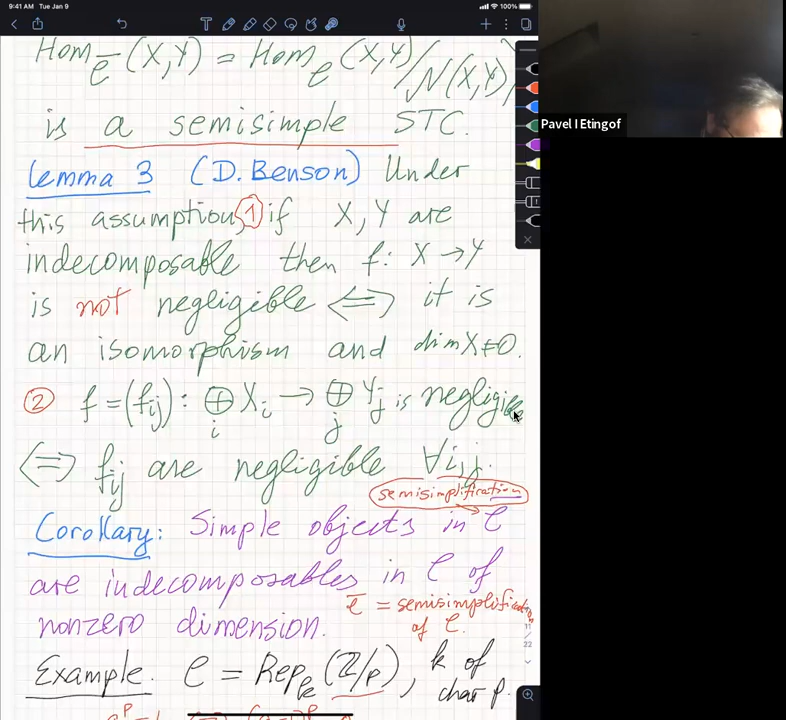 9:41 AM Tue Jan 9
100%
Hom_C̅ (X,Y) = Hom_C (X,Y)/N(X,Y)
is a semisimple STC.
Lemma 3 (D. Benson) Under
this assumption, ① if X, Y are
indecomposable then f: X → Y
is not negligible ⟺ it is
an isomorphism and dim X ≠ 0.
② f = (f_ij) : ⊕_i X_i → ⊕_j Y_j is negligible
⟺ f_ij are negligible ∀i,j.
semisimplification
Corollary: Simple objects in C̅
are indecomposables in C of
nonzero dimension.
C̅ = semisimplification
of C.
Example. C = Rep_k (ℤ/p), k of
char p.
11
22
Pavel I Etingof